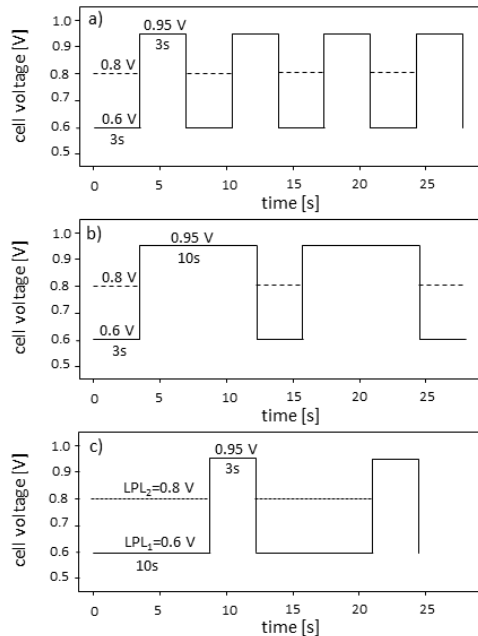 a)
0.95 V
3s
0.8 V
0.6 V
3s
cell voltage [V]
1.0
0.9
0.8
0.7
0.6
0.5
0 5 10 15 20 25
time [s]
b)
0.95 V
10s
0.8 V
0.6 V
3s
cell voltage [V]
1.0
0.9
0.8
0.7
0.6
0.5
0 5 10 15 20 25
time [s]
c)
0.95 V
3s
LPL₂=0.8 V
LPL₁=0.6 V
10s
cell voltage [V]
1.0
0.9
0.8
0.7
0.6
0.5
0 5 10 15 20 25
time [s]